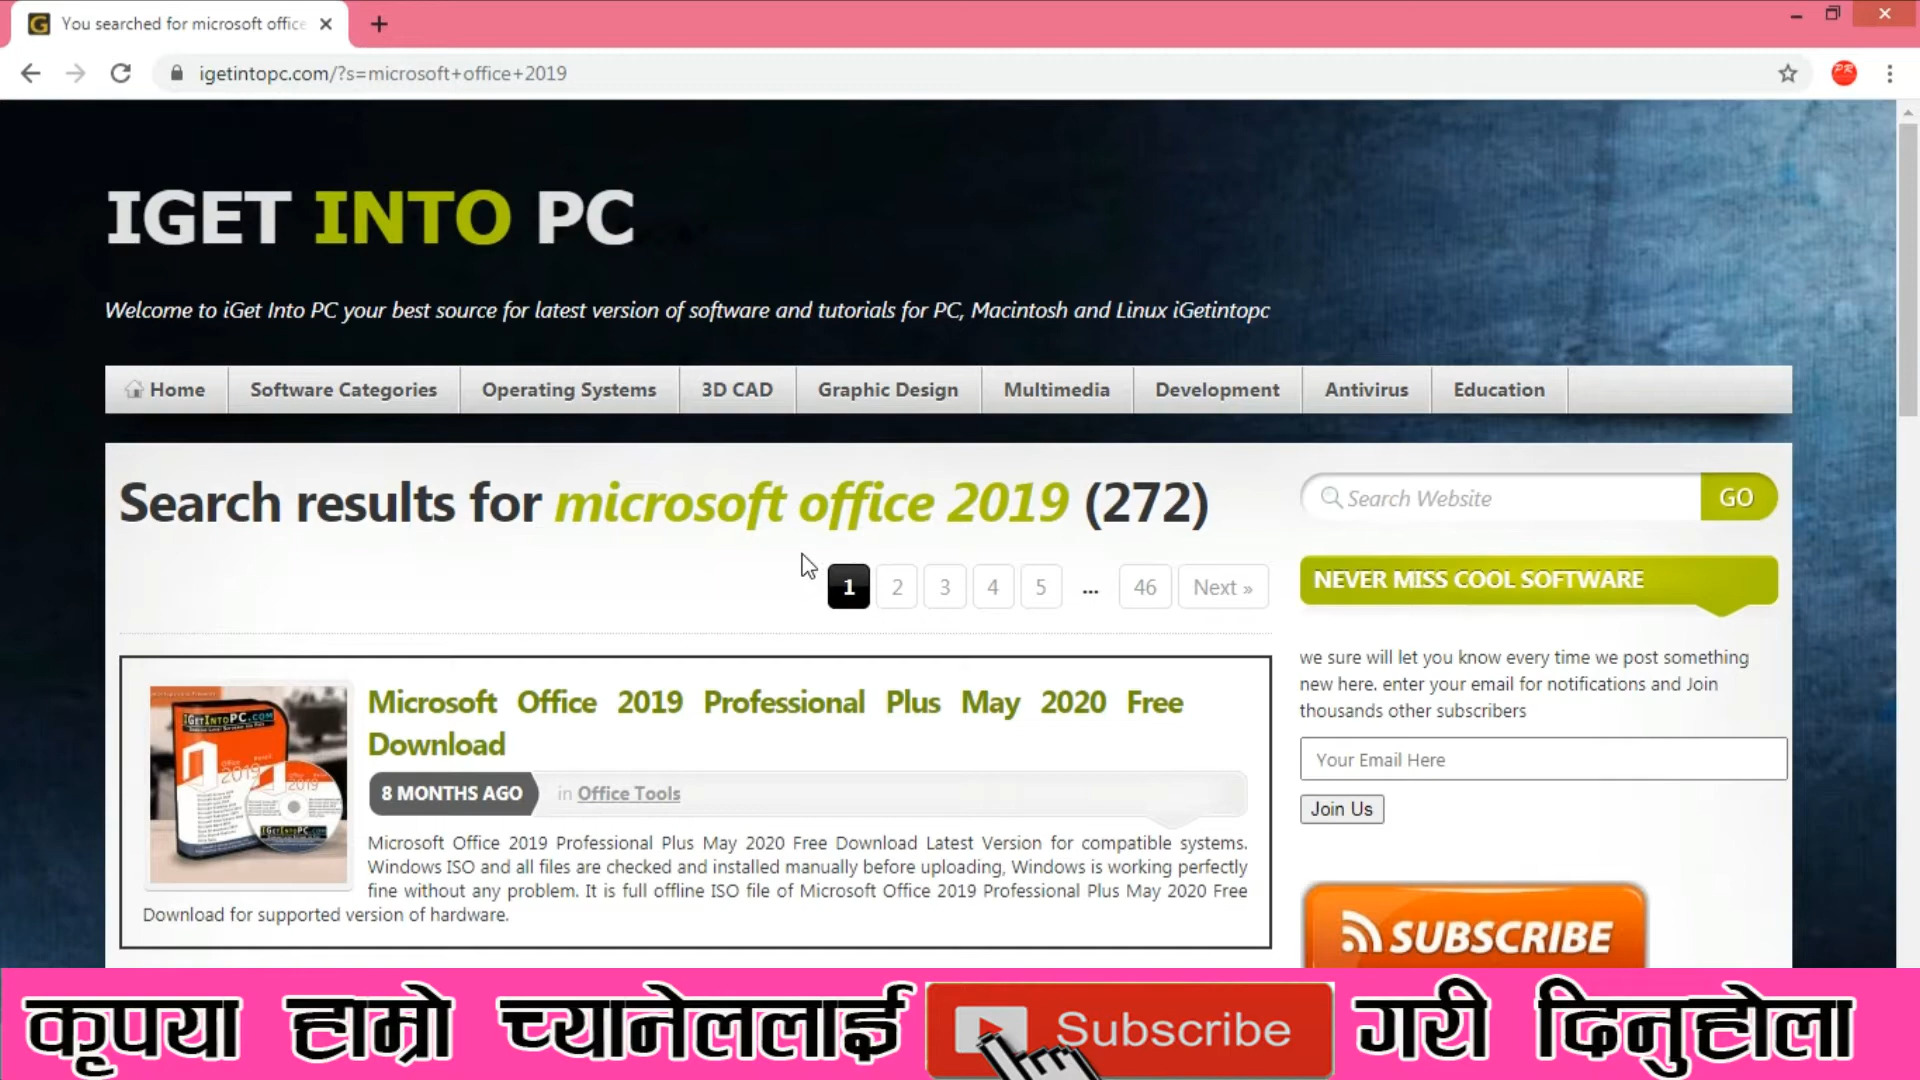 You searched for microsoft office
igetintopc.com/?s=microsoft+office+2019
IGET INTO PC
Welcome to iGet Into PC your best source for latest version of software and tutorials for PC, Macintosh and Linux iGetintopc
Home Software Categories Operating Systems 3D CAD Graphic Design Multimedia Development Antivirus Education
Search results for microsoft office 2019 (272)
1 2 3 4 5 ... 46 Next »
Microsoft Office 2019 Professional Plus May 2020 Free
Download
8 MONTHS AGO in Office Tools
Microsoft Office 2019 Professional Plus May 2020 Free Download Latest Version for compatible systems.
Windows ISO and all files are checked and installed manually before uploading, Windows is working perfectly
fine without any problem. It is full offline ISO file of Microsoft Office 2019 Professional Plus May 2020 Free
Download for supported version of hardware.
IGETINTOPC.COM
Office
2019
2019
IGETINTOPC.COM
Search Website GO
NEVER MISS COOL SOFTWARE
we sure will let you know every time we post something
new here. enter your email for notifications and Join
thousands other subscribers
Your Email Here
Join Us
SUBSCRIBE
कृपया हाम्रो च्यानेललाई Subscribe गरी दिनुहोला